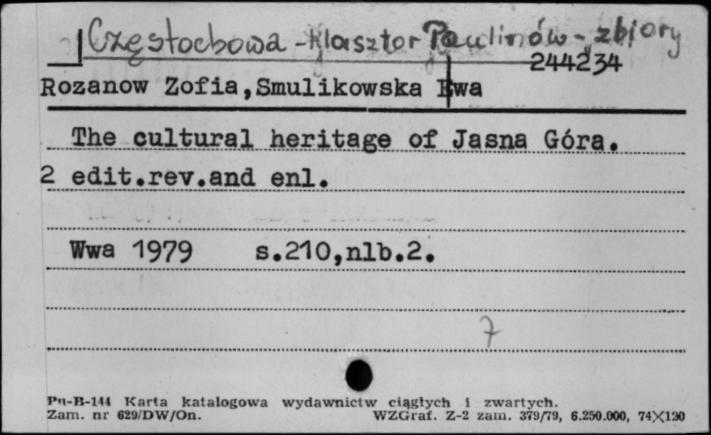 Częstochowa - Klasztor Paulinów - zbiory
244234
Rozanow Zofia,Smulikowska Ewa
The cultural heritage of Jasna Góra.
2 edit.rev.and enl.
Wwa 1979 s.210,nlb.2.
7
Pu-B-144 Karta katalogowa wydawnictw ciągłych i zwartych.
Zam. nr 629/DW/On. WZGraf. Z-2 zam. 379/79, 6.250.000, 74X120